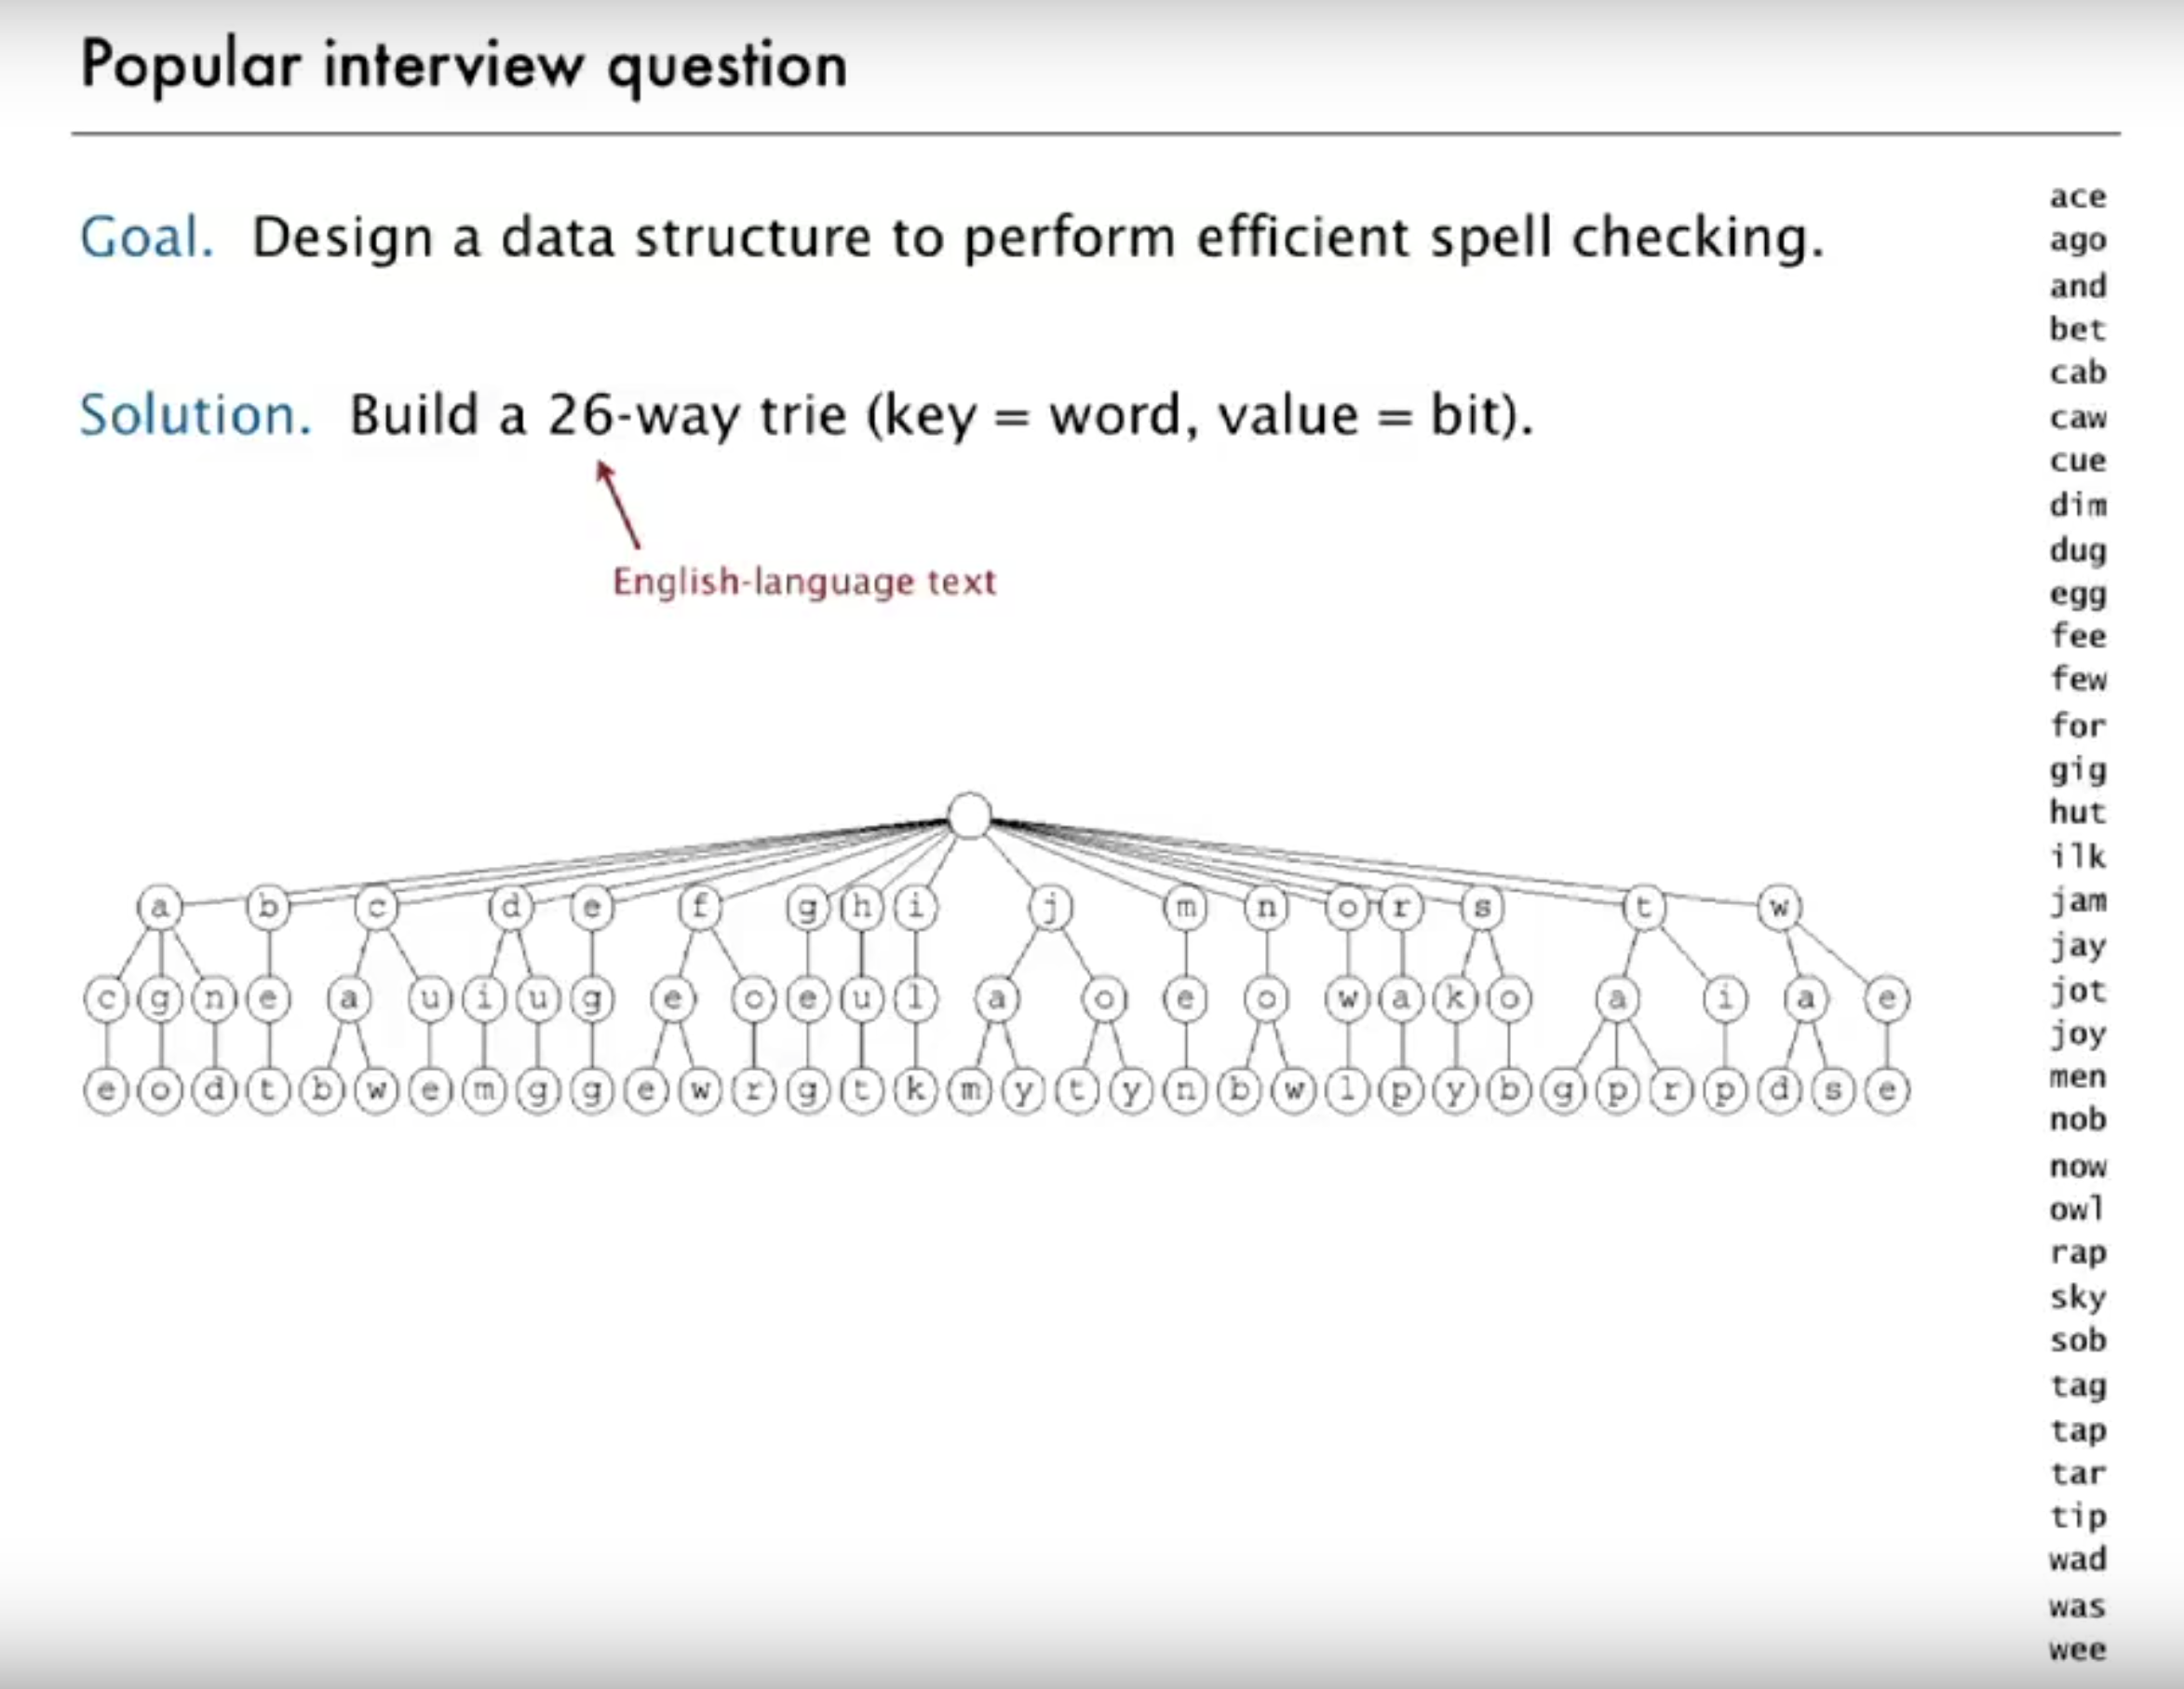 Popular interview question
Goal. Design a data structure to perform efficient spell checking.
Solution. Build a 26-way trie (key = word, value = bit).
English-language text
a b c d e f g h i j m n o r s t w
c g n e a u i u g e o e u l a o e o w a k o a i a e
e o d t b w e m g g e w r g t k m y t y n b w l p y b g p r p d s e
ace
ago
and
bet
cab
caw
cue
dim
dug
egg
fee
few
for
gig
hut
ilk
jam
jay
jot
joy
men
nob
now
owl
rap
sky
sob
tag
tap
tar
tip
wad
was
wee